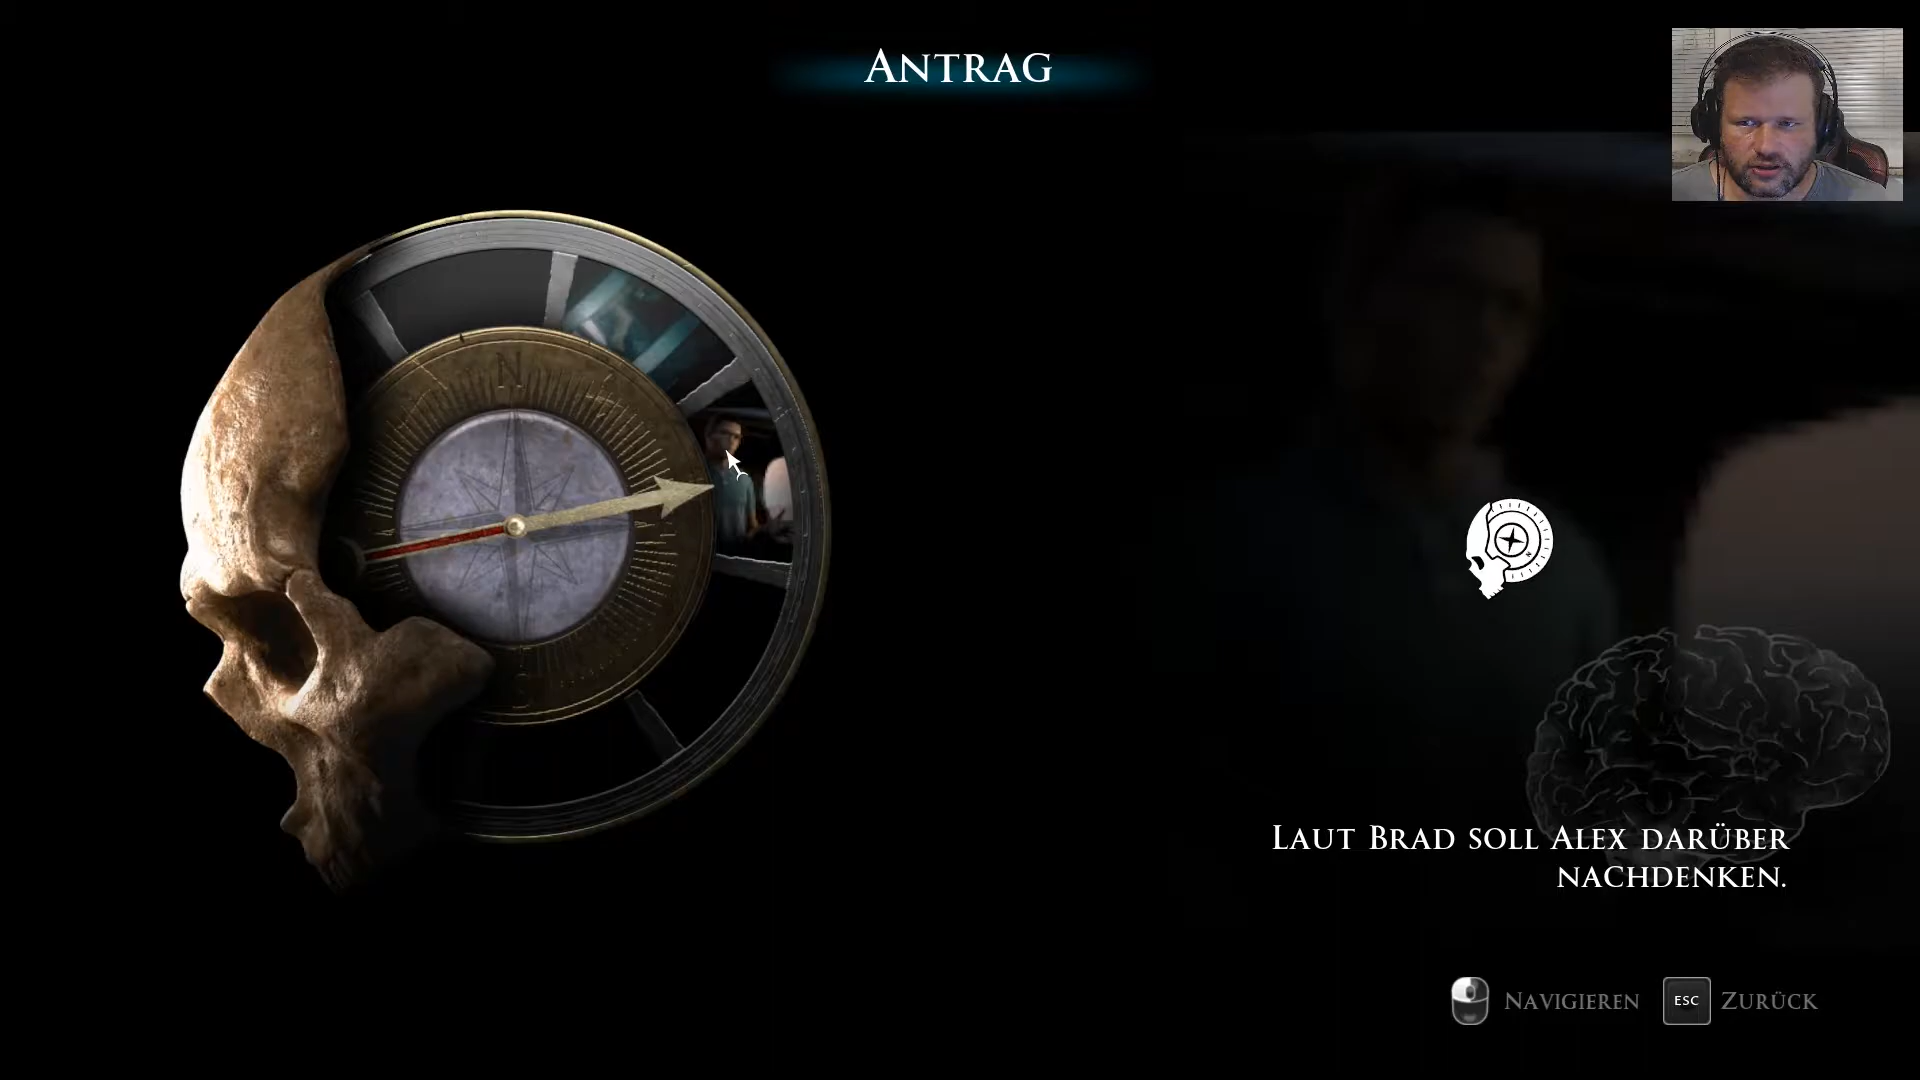 Antrag
N
S
Laut Brad soll Alex darüber
nachdenken.
Navigieren
ESC
Zurück